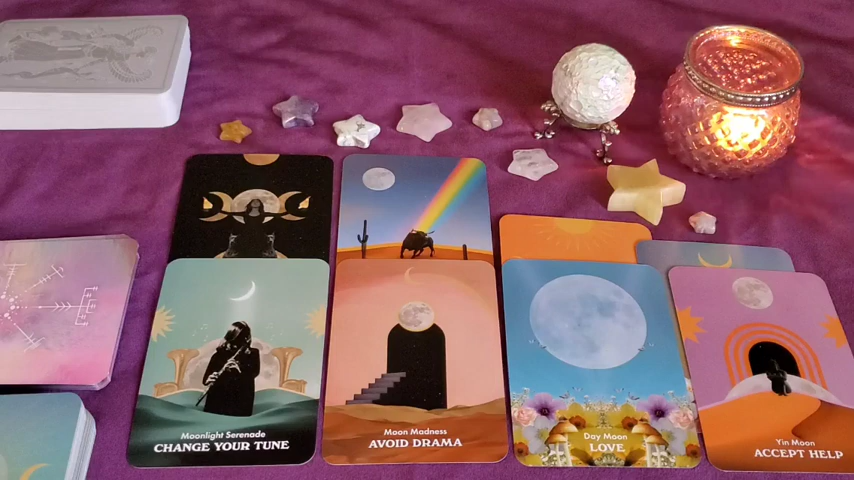 Moonlight Serenade
CHANGE YOUR TUNE
Moon Madness
AVOID DRAMA
Day Moon
LOVE
Yin Moon
ACCEPT HELP